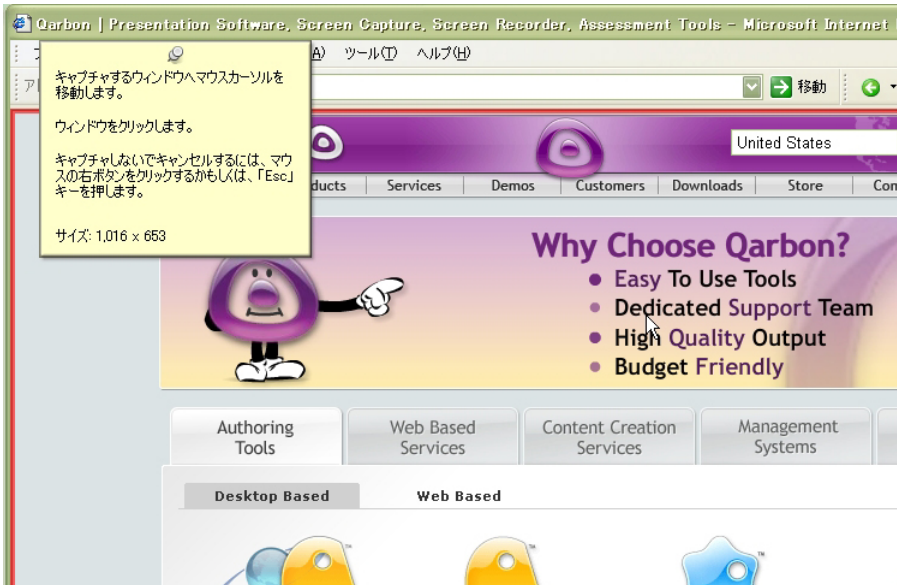 Qarbon | Presentation Software, Screen Capture, Screen Recorder, Assessment Tools - Microsoft Internet
ツール(T) ヘルプ(H)
移動
キャプチャするウィンドウへマウスカーソルを
移動します。
ウィンドウをクリックします。
キャプチャしないでキャンセルするには、マウ
スの右ボタンをクリックするかもしくは、「Esc」
キーを押します。
サイズ: 1,016 × 653
United States
ducts Services Demos Customers Downloads Store Con
Why Choose Qarbon?
Easy To Use Tools
Dedicated Support Team
High Quality Output
Budget Friendly
Authoring
Tools
Web Based
Services
Content Creation
Services
Management
Systems
Desktop Based Web Based